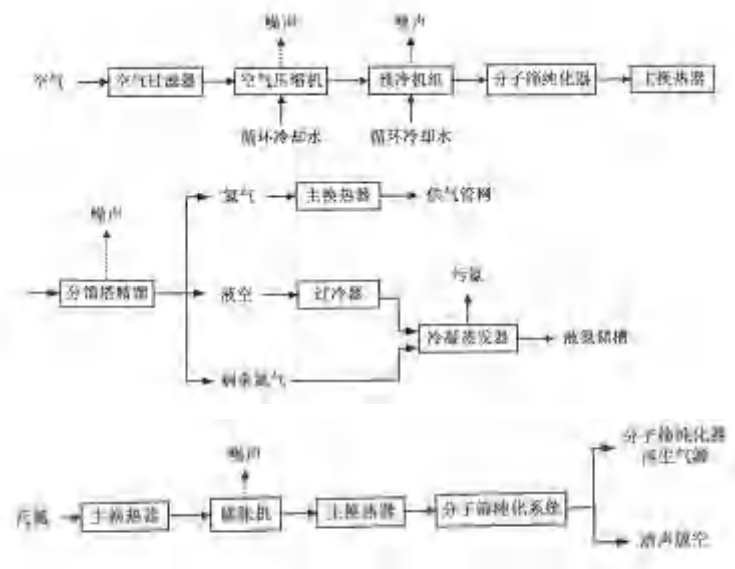 噪声 噪声
空气 空气过滤器 空气压缩机 预冷机组 分子筛纯化器 主换热器
循环冷却水 循环冷却水
氮气 主换热器 供气管网
噪声
污氮
分馏塔精馏 液空 过冷器
冷凝蒸发器 液氮储槽
氮气
分子筛纯化器
再生气源
噪声
污氮 主换热器 膨胀机 主换热器 分子筛纯化系统
消声放空